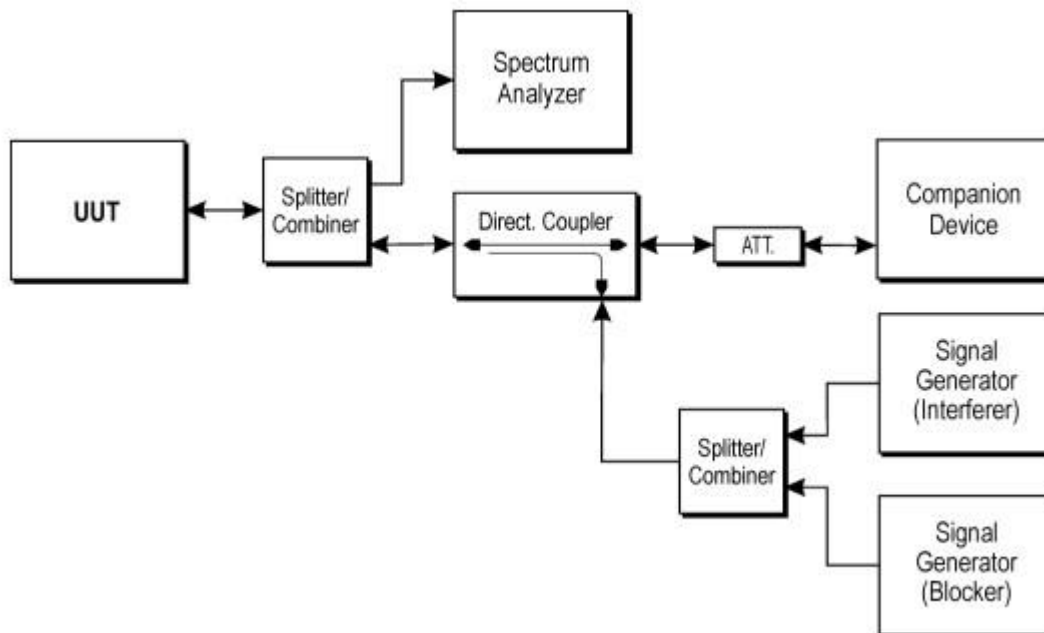 Spectrum
Analyzer
UUT
Splitter/
Combiner
Direct. Coupler
ATT.
Companion
Device
Signal
Generator
(Interferer)
Splitter/
Combiner
Signal
Generator
(Blocker)